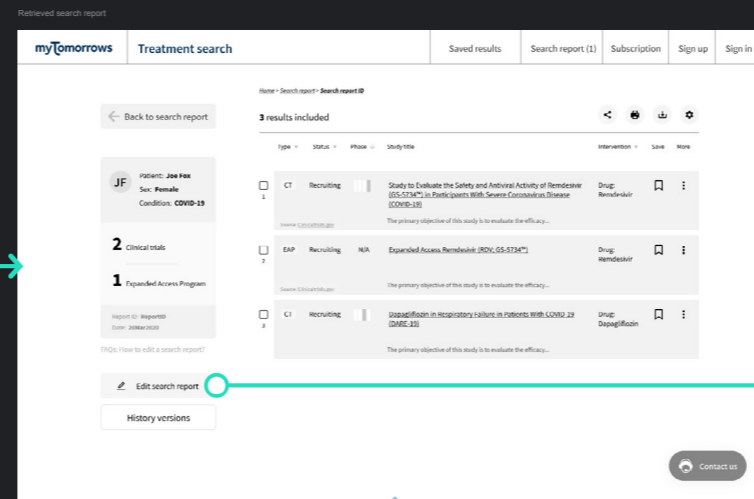 Retrieved search report
myTomorrows
Treatment search
Saved results
Search report (1)
Subscription
Sign up
Sign in
Home > Search report > Search report ID
Back to search report
3 results included
Type
Status
Phase
Study title
Intervention
Save
More
JF
Patient: Joe Fox
Sex: Female
Condition: COVID-19
2 Clinical trials
1 Expanded Access Program
Report ID: ReportID
Date: 20Mar2020
FAQs: How to edit a search report?
Edit search report
History versions
1
CT
Recruiting
Study to Evaluate the Safety and Antiviral Activity of Remdesivir
(GS-5734™) in Participants With Severe Coronavirus Disease
(COVID-19)
Drug:
Remdesivir
The primary objective of this study is to evaluate the efficacy...
Source: Clinicaltrials.gov
2
EAP
Recruiting
N/A
Expanded Access Remdesivir (RDV; GS-5734™)
Drug:
Remdesivir
The primary objective of this study is to evaluate the efficacy...
Source: Clinicaltrials.gov
3
CT
Recruiting
Dapagliflozin in Respiratory Failure in Patients With COVID-19
(DARE-19)
Drug:
Dapagliflozin
The primary objective of this study is to evaluate the efficacy...
Contact us